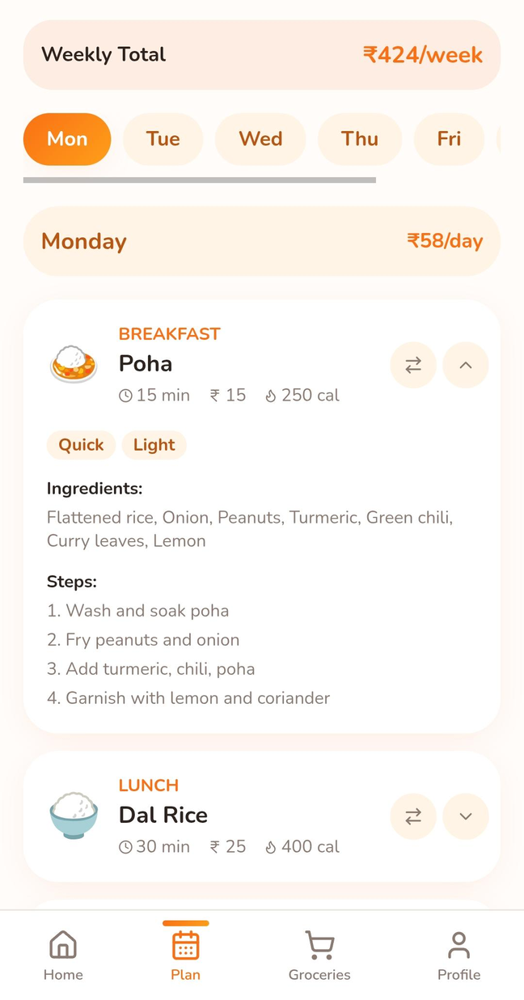 Weekly Total
₹424/week
Mon Tue Wed Thu Fri
Monday
₹58/day
BREAKFAST
Poha
15 min ₹ 15 250 cal
Quick Light
Ingredients:
Flattened rice, Onion, Peanuts, Turmeric, Green chili,
Curry leaves, Lemon
Steps:
1. Wash and soak poha
2. Fry peanuts and onion
3. Add turmeric, chili, poha
4. Garnish with lemon and coriander
LUNCH
Dal Rice
30 min ₹ 25 400 cal
Home Plan Groceries Profile